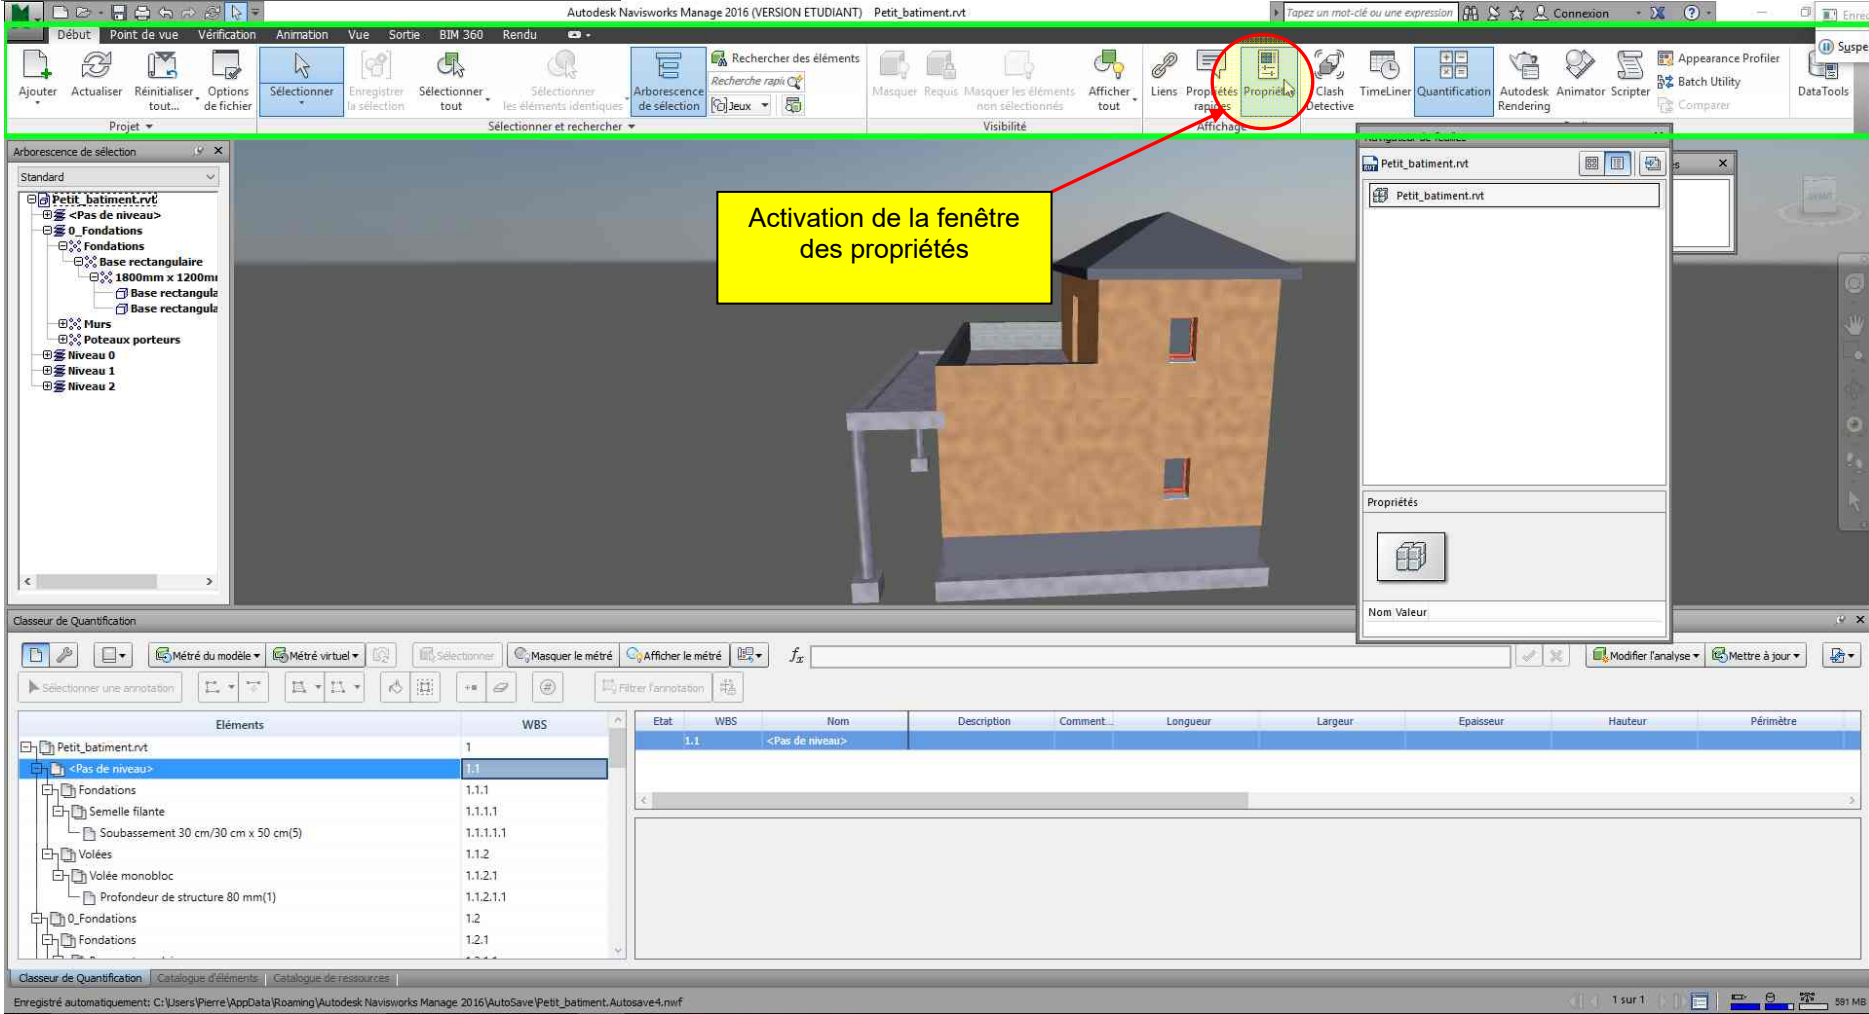 Autodesk Navisworks Manage 2016 (VERSION ETUDIANT) Petit_batiment.rvt
Tapez un mot-clé ou une expression
Connexion
Début Point de vue Vérification Animation Vue Sortie BIM 360 Rendu
Ajouter Actualiser Réinitialiser tout... Options de fichier
Projet
Sélectionner Enregistrer la sélection Sélectionner tout Sélectionner les éléments identiques Arborescence de sélection
Rechercher des éléments
Recherche rapide
Jeux
Sélectionner et rechercher
Masquer Requis Masquer les éléments non sélectionnés Afficher tout
Visibilité
Liens Propriétés rapides Propriétés
Affichage
Clash Detective TimeLiner Quantification Autodesk Rendering Animator Scripter
Appearance Profiler
Batch Utility
Comparer
DataTools
Activation de la fenêtre
des propriétés
Arborescence de sélection
Standard
Petit_batiment.rvt
<Pas de niveau>
0_Fondations
Fondations
Base rectangulaire
1800mm x 1200m
Base rectangula
Base rectangula
Murs
Poteaux porteurs
Niveau 0
Niveau 1
Niveau 2
Petit_batiment.rvt
Petit_batiment.rvt
Propriétés
Nom Valeur
Classeur de Quantification
Métré du modèle Métré virtuel Sélectionner Masquer le métré Afficher le métré fx Modifier l'analyse Mettre à jour
Sélectionner une annotation Filtrer l'annotation
Eléments WBS
Petit_batiment.rvt 1
<Pas de niveau> 1.1
Fondations 1.1.1
Semelle filante 1.1.1.1
Soubassement 30 cm/30 cm x 50 cm(5) 1.1.1.1.1
Volées 1.1.2
Volée monobloc 1.1.2.1
Profondeur de structure 80 mm(1) 1.1.2.1.1
0_Fondations 1.2
Fondations 1.2.1
Etat WBS Nom Description Comment... Longueur Largeur Epaisseur Hauteur Périmètre
1.1 <Pas de niveau>
Classeur de Quantification Catalogue d'éléments Catalogue de ressources
Enregistré automatiquement: C:\Users\Pierre\AppData\Roaming\Autodesk Navisworks Manage 2016\AutoSave\Petit_batiment.Autosave4.nwf
1 sur 1
591 MB